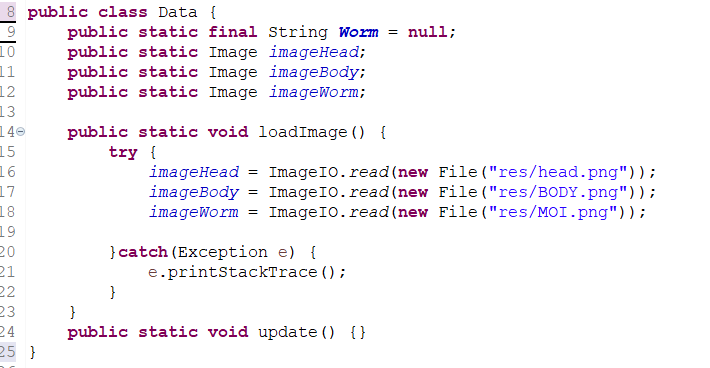 8 public class Data {
9 public static final String Worm = null;
10 public static Image imageHead;
11 public static Image imageBody;
12 public static Image imageWorm;
13
14 public static void loadImage() {
15 try {
16 imageHead = ImageIO.read(new File("res/head.png"));
17 imageBody = ImageIO.read(new File("res/BODY.png"));
18 imageWorm = ImageIO.read(new File("res/MOI.png"));
19
20 }catch(Exception e) {
21 e.printStackTrace();
22 }
23 }
24 public static void update() {}
25 }